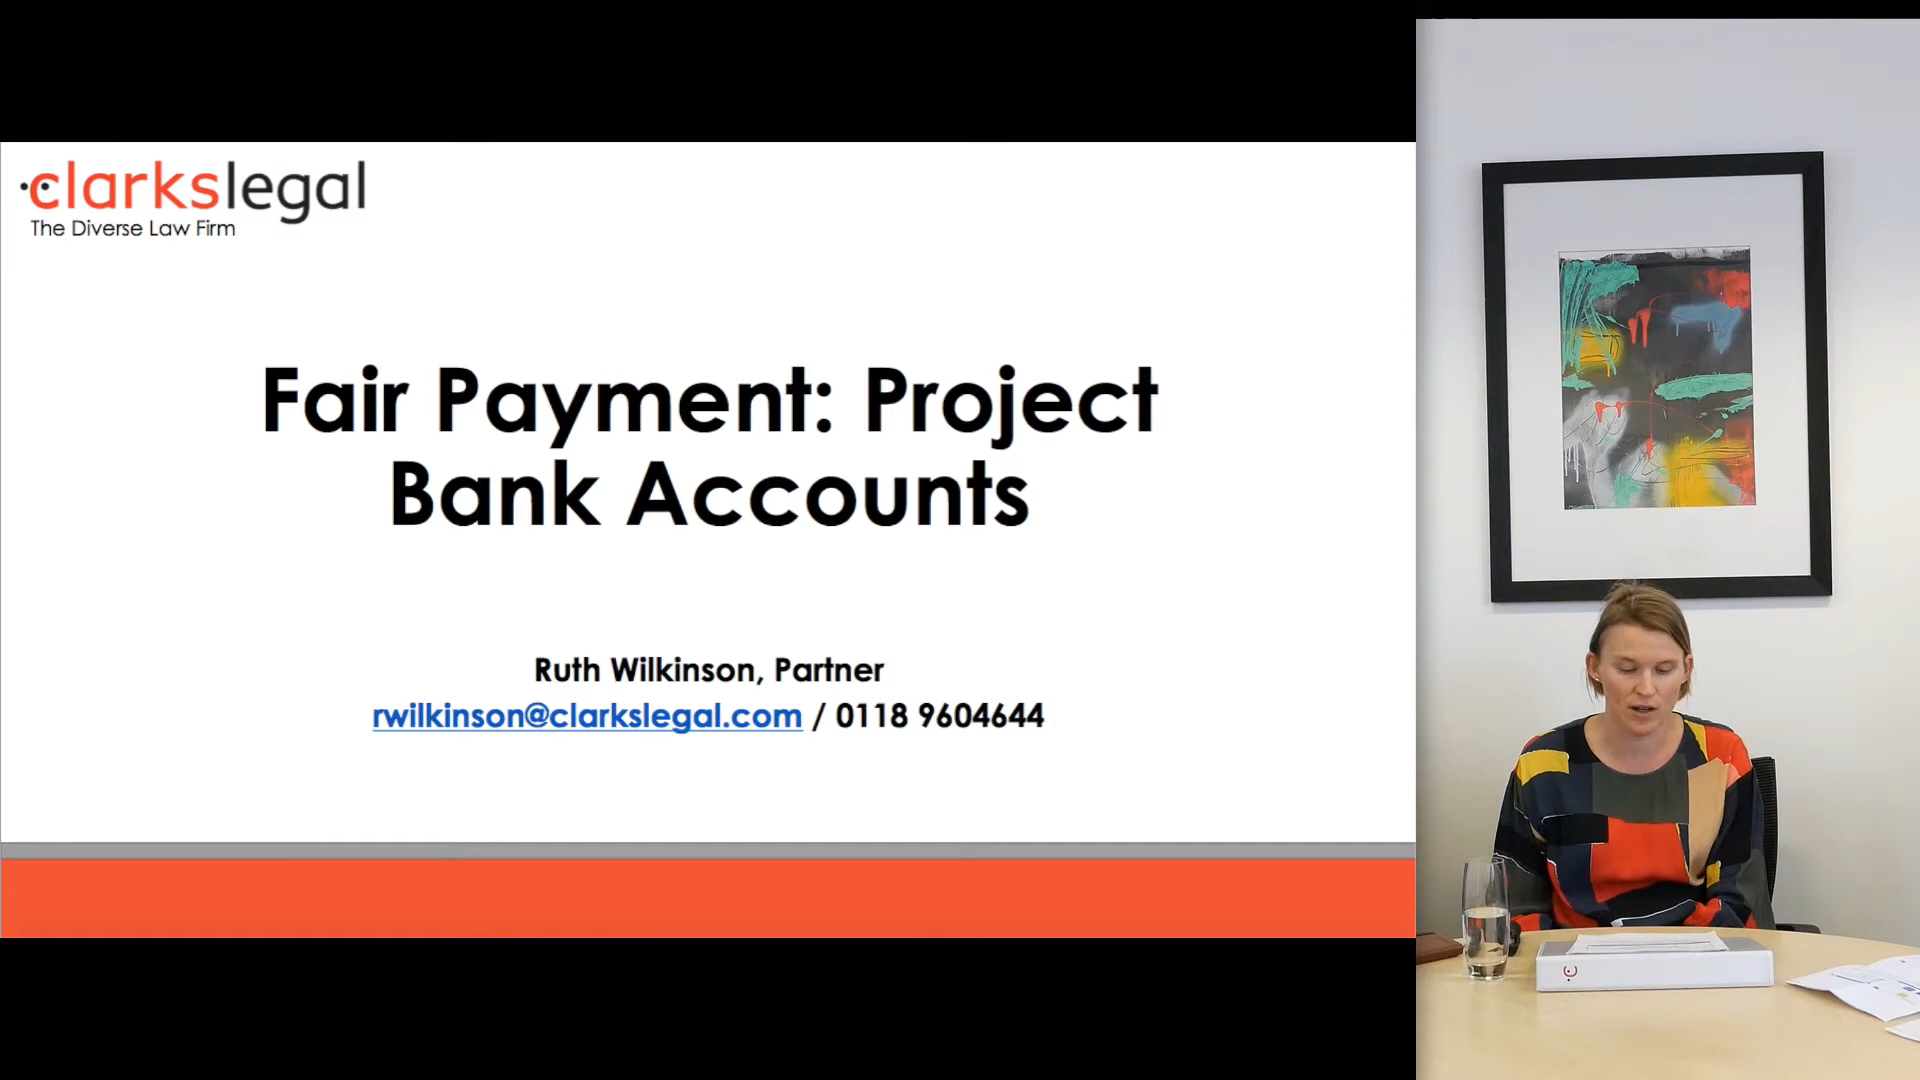 clarkslegal
The Diverse Law Firm
Fair Payment: Project
Bank Accounts
Ruth Wilkinson, Partner
rwilkinson@clarkslegal.com / 0118 9604644